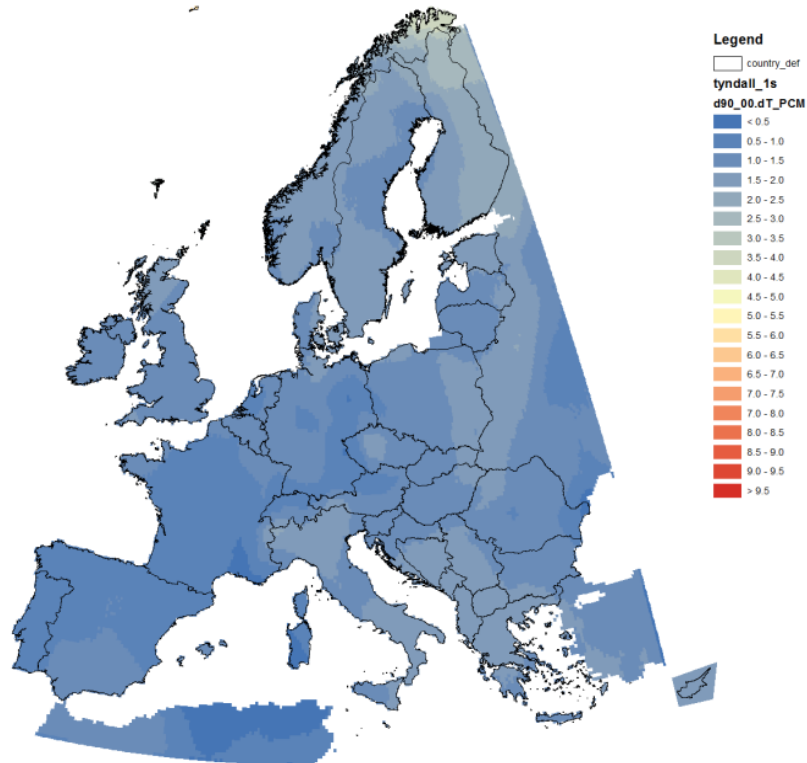 Legend
country_def
tyndall_1s
d90_00.dT_PCM
< 0.5
0.5 - 1.0
1.0 - 1.5
1.5 - 2.0
2.0 - 2.5
2.5 - 3.0
3.0 - 3.5
3.5 - 4.0
4.0 - 4.5
4.5 - 5.0
5.0 - 5.5
5.5 - 6.0
6.0 - 6.5
6.5 - 7.0
7.0 - 7.5
7.0 - 8.0
8.0 - 8.5
8.5 - 9.0
9.0 - 9.5
> 9.5